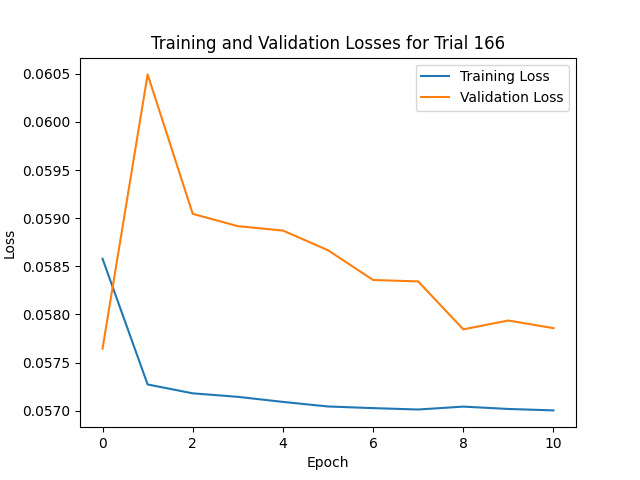 Training and Validation Losses for Trial 166
Training Loss
Validation Loss
0.0605
0.0600
0.0595
0.0590
0.0585
0.0580
0.0575
0.0570
Loss
0 2 4 6 8 10
Epoch